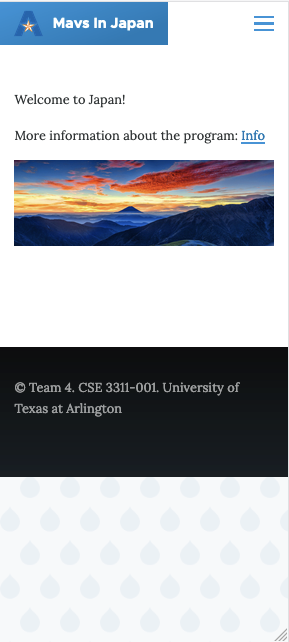 Mavs In Japan
Welcome to Japan!
More information about the program: Info
© Team 4. CSE 3311-001. University of
Texas at Arlington